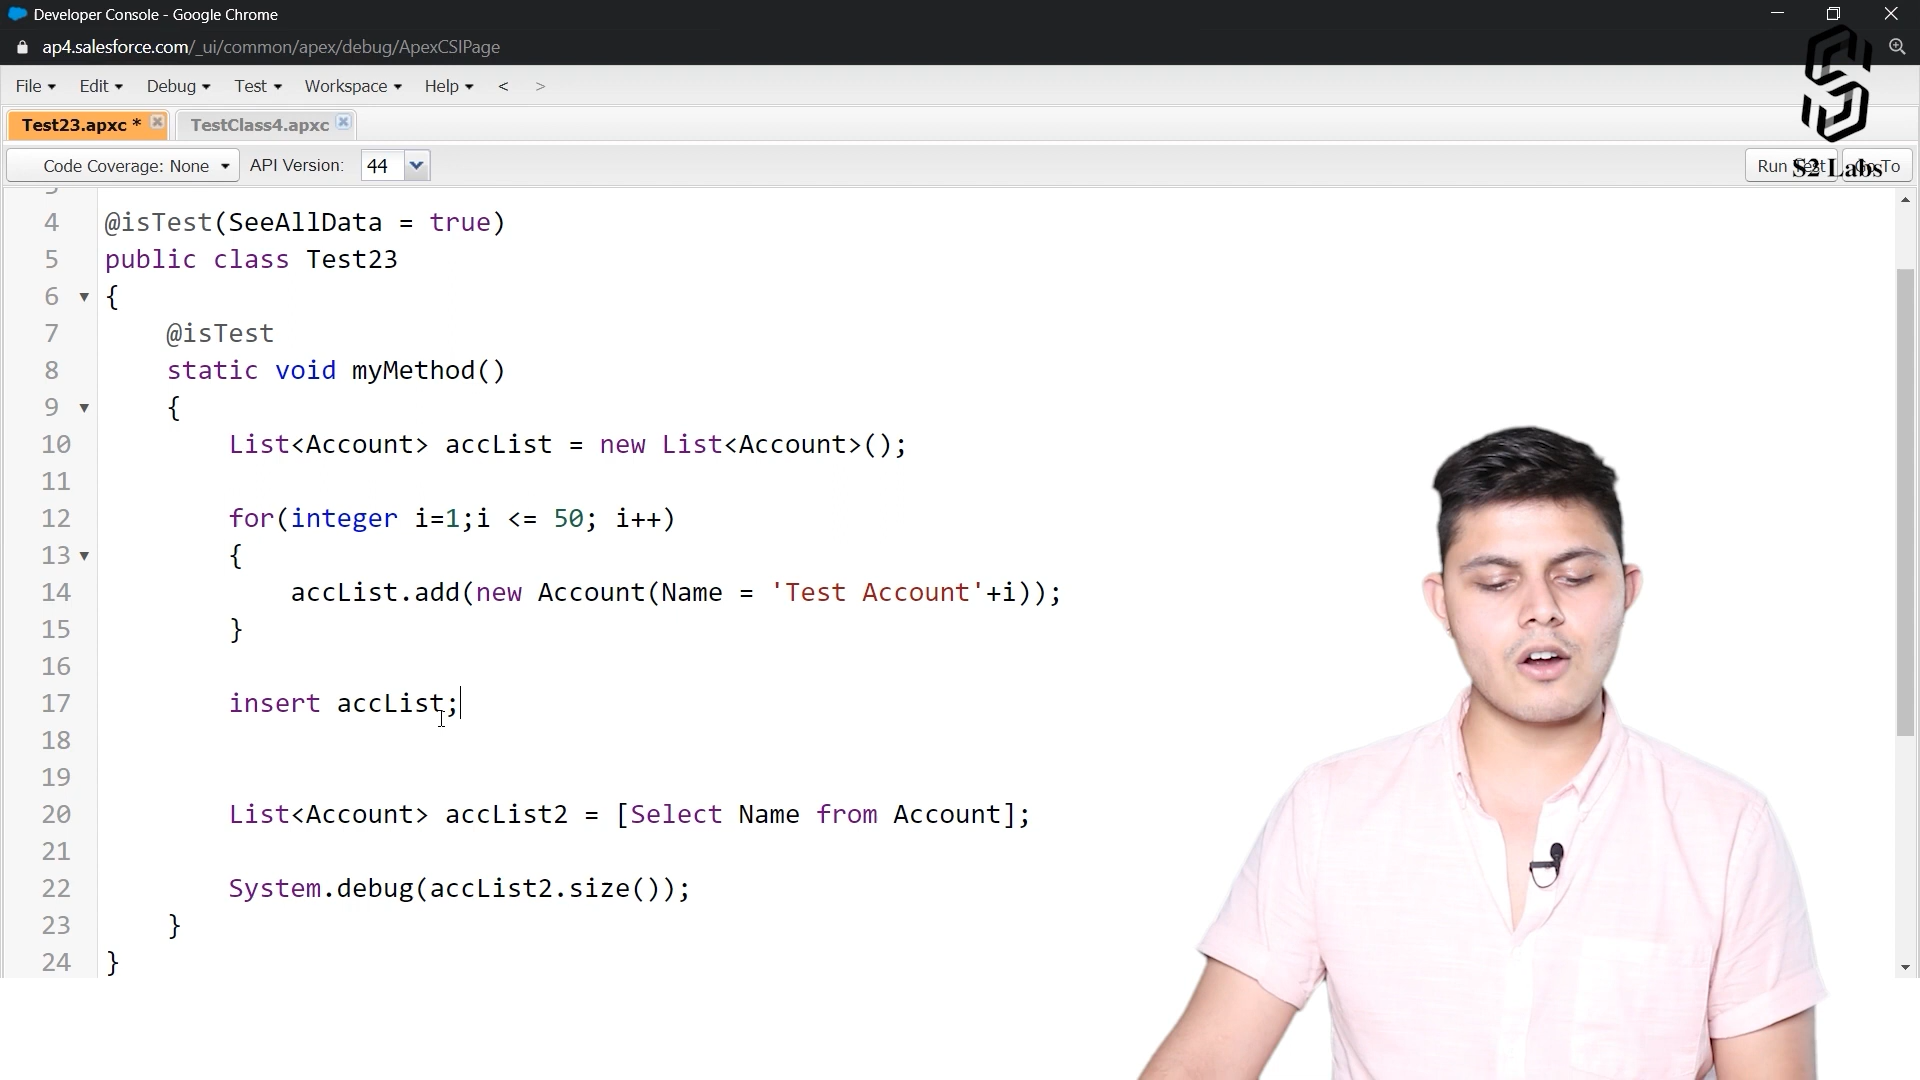 Developer Console - Google Chrome
ap4.salesforce.com/_ui/common/apex/debug/ApexCSIPage
File Edit Debug Test Workspace Help < >
Test23.apxc * TestClass4.apxc
Code Coverage: None API Version: 44 Run Test Go To
S2 Labs
4 @isTest(SeeAllData = true)
5 public class Test23
6 {
7 @isTest
8 static void myMethod()
9 {
10 List<Account> accList = new List<Account>();
11
12 for(integer i=1;i <= 50; i++)
13 {
14 accList.add(new Account(Name = 'Test Account'+i));
15 }
16
17 insert accList;
18
19
20 List<Account> accList2 = [Select Name from Account];
21
22 System.debug(accList2.size());
23 }
24 }